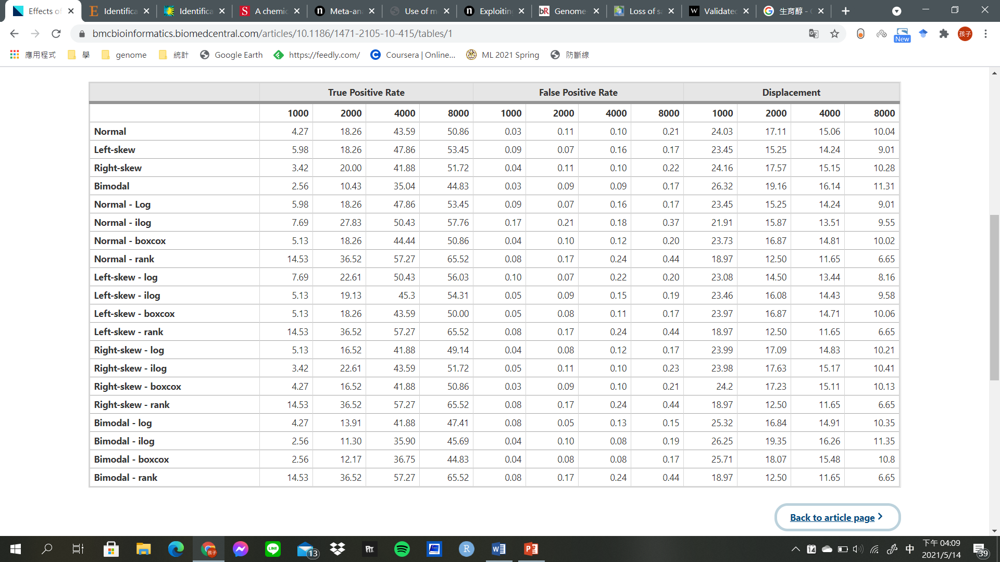 Effects of
Identifica
Identifica
A chemic
Meta-an
Use of m
Exploitin
Genome
Loss of s
Validated
生育醇 -
bmcbioinformatics.biomedcentral.com/articles/10.1186/1471-2105-10-415/tables/1
New
孩子
應用程式
學
genome
統計
Google Earth
https://feedly.com/
Coursera | Online...
ML 2021 Spring
防斷線
True Positive Rate False Positive Rate Displacement
1000 2000 4000 8000 1000 2000 4000 8000 1000 2000 4000 8000
Normal 4.27 18.26 43.59 50.86 0.03 0.11 0.10 0.21 24.03 17.11 15.06 10.04
Left-skew 5.98 18.26 47.86 53.45 0.09 0.07 0.16 0.17 23.45 15.25 14.24 9.01
Right-skew 3.42 20.00 41.88 51.72 0.04 0.11 0.10 0.22 24.16 17.57 15.15 10.28
Bimodal 2.56 10.43 35.04 44.83 0.03 0.09 0.09 0.17 26.32 19.16 16.14 11.31
Normal - Log 5.98 18.26 47.86 53.45 0.09 0.07 0.16 0.17 23.45 15.25 14.24 9.01
Normal - ilog 7.69 27.83 50.43 57.76 0.17 0.21 0.18 0.37 21.91 15.87 13.51 9.55
Normal - boxcox 5.13 18.26 44.44 50.86 0.04 0.10 0.12 0.20 23.73 16.87 14.81 10.02
Normal - rank 14.53 36.52 57.27 65.52 0.08 0.17 0.24 0.44 18.97 12.50 11.65 6.65
Left-skew - log 7.69 22.61 50.43 56.03 0.10 0.07 0.22 0.20 23.08 14.50 13.44 8.16
Left-skew - ilog 5.13 19.13 45.3 54.31 0.05 0.09 0.15 0.19 23.46 16.08 14.43 9.58
Left-skew - boxcox 5.13 18.26 43.59 50.00 0.05 0.08 0.11 0.17 23.97 16.87 14.71 10.06
Left-skew - rank 14.53 36.52 57.27 65.52 0.08 0.17 0.24 0.44 18.97 12.50 11.65 6.65
Right-skew - log 5.13 16.52 41.88 49.14 0.04 0.08 0.12 0.17 23.99 17.09 14.83 10.21
Right-skew - ilog 3.42 22.61 43.59 51.72 0.05 0.11 0.10 0.23 23.98 17.63 15.17 10.41
Right-skew - boxcox 4.27 16.52 41.88 50.86 0.03 0.09 0.10 0.21 24.2 17.23 15.11 10.13
Right-skew - rank 14.53 36.52 57.27 65.52 0.08 0.17 0.24 0.44 18.97 12.50 11.65 6.65
Bimodal - log 4.27 13.91 41.88 47.41 0.08 0.05 0.13 0.15 25.32 16.84 14.91 10.35
Bimodal - ilog 2.56 11.30 35.90 45.69 0.04 0.10 0.08 0.19 26.25 19.35 16.26 11.35
Bimodal - boxcox 2.56 12.17 36.75 44.83 0.04 0.08 0.08 0.17 25.71 18.07 15.48 10.8
Bimodal - rank 14.53 36.52 57.27 65.52 0.08 0.17 0.24 0.44 18.97 12.50 11.65 6.65
Back to article page
13
中
下午 04:09
2021/5/14
39